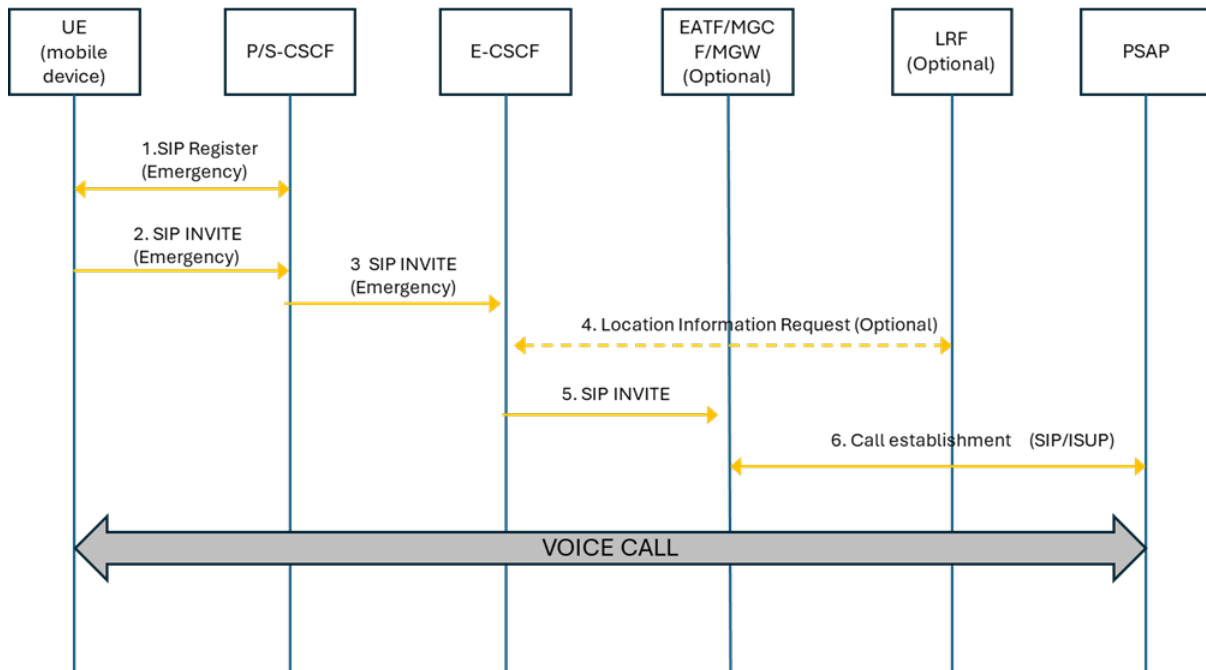 UE
(mobile
device)
P/S-CSCF
E-CSCF
EATF/MGC
F/MGW
(Optional)
LRF
(Optional)
PSAP
1.SIP Register
(Emergency)
2. SIP INVITE
(Emergency)
3 SIP INVITE
(Emergency)
4. Location Information Request (Optional)
5. SIP INVITE
6. Call establishment (SIP/ISUP)
VOICE CALL